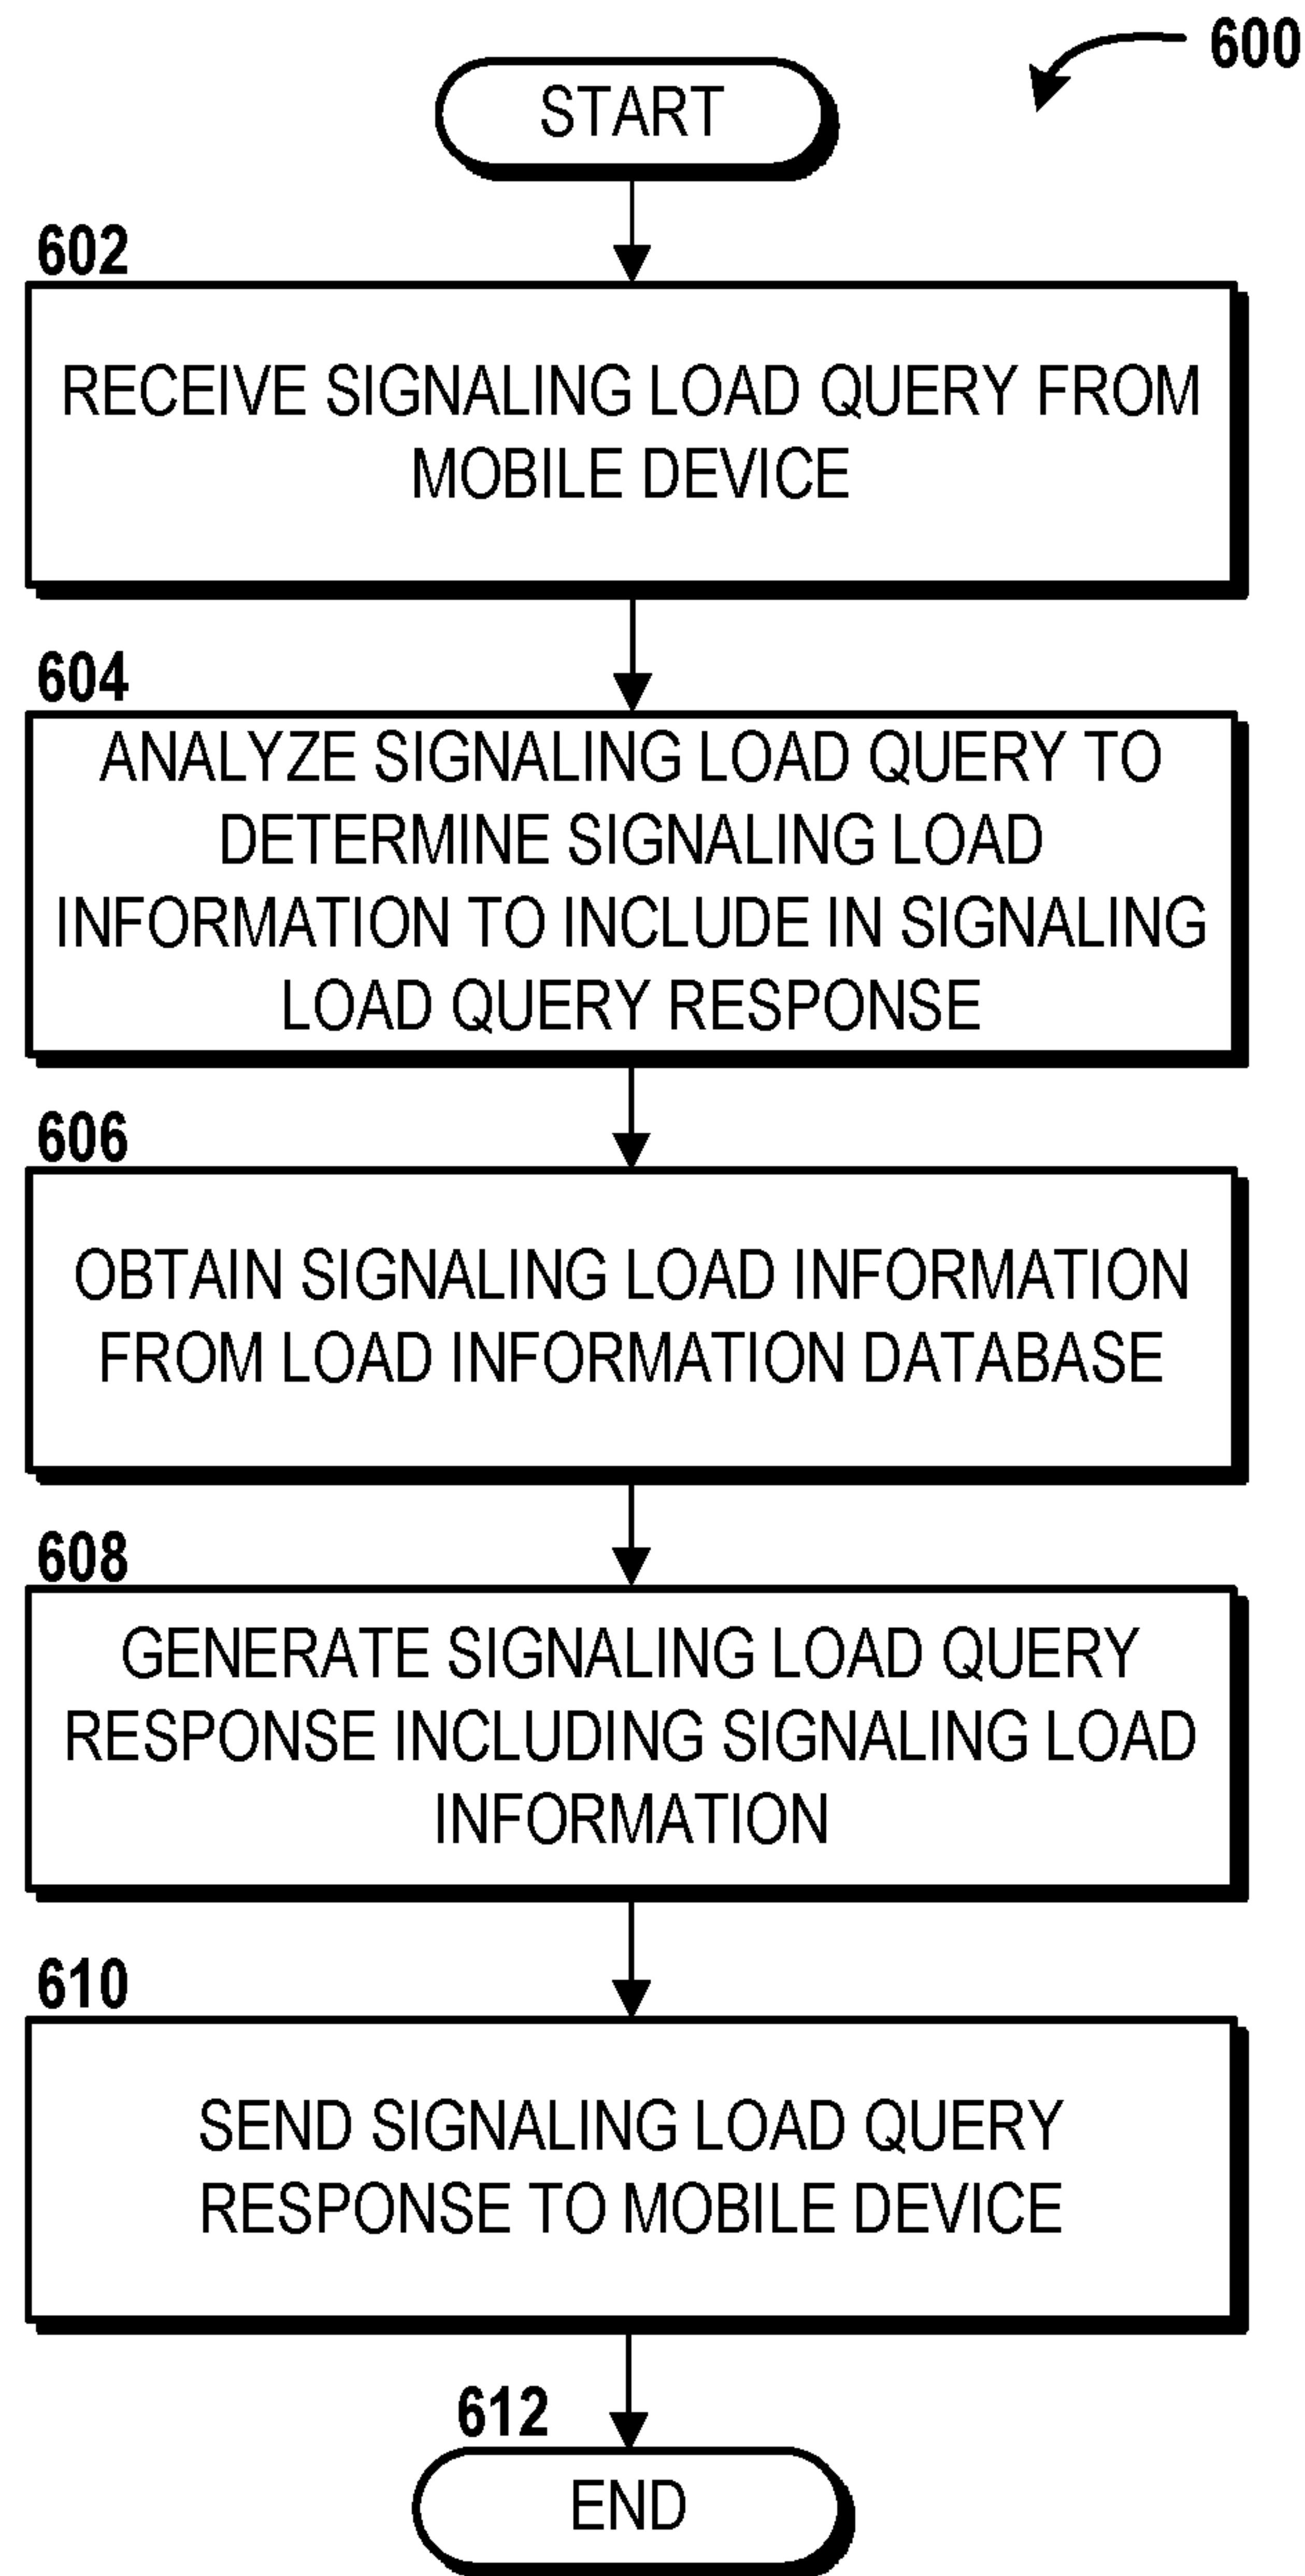 600
START
602
RECEIVE SIGNALING LOAD QUERY FROM
MOBILE DEVICE
604
ANALYZE SIGNALING LOAD QUERY TO
DETERMINE SIGNALING LOAD
INFORMATION TO INCLUDE IN SIGNALING
LOAD QUERY RESPONSE
606
OBTAIN SIGNALING LOAD INFORMATION
FROM LOAD INFORMATION DATABASE
608
GENERATE SIGNALING LOAD QUERY
RESPONSE INCLUDING SIGNALING LOAD
INFORMATION
610
SEND SIGNALING LOAD QUERY
RESPONSE TO MOBILE DEVICE
612
END